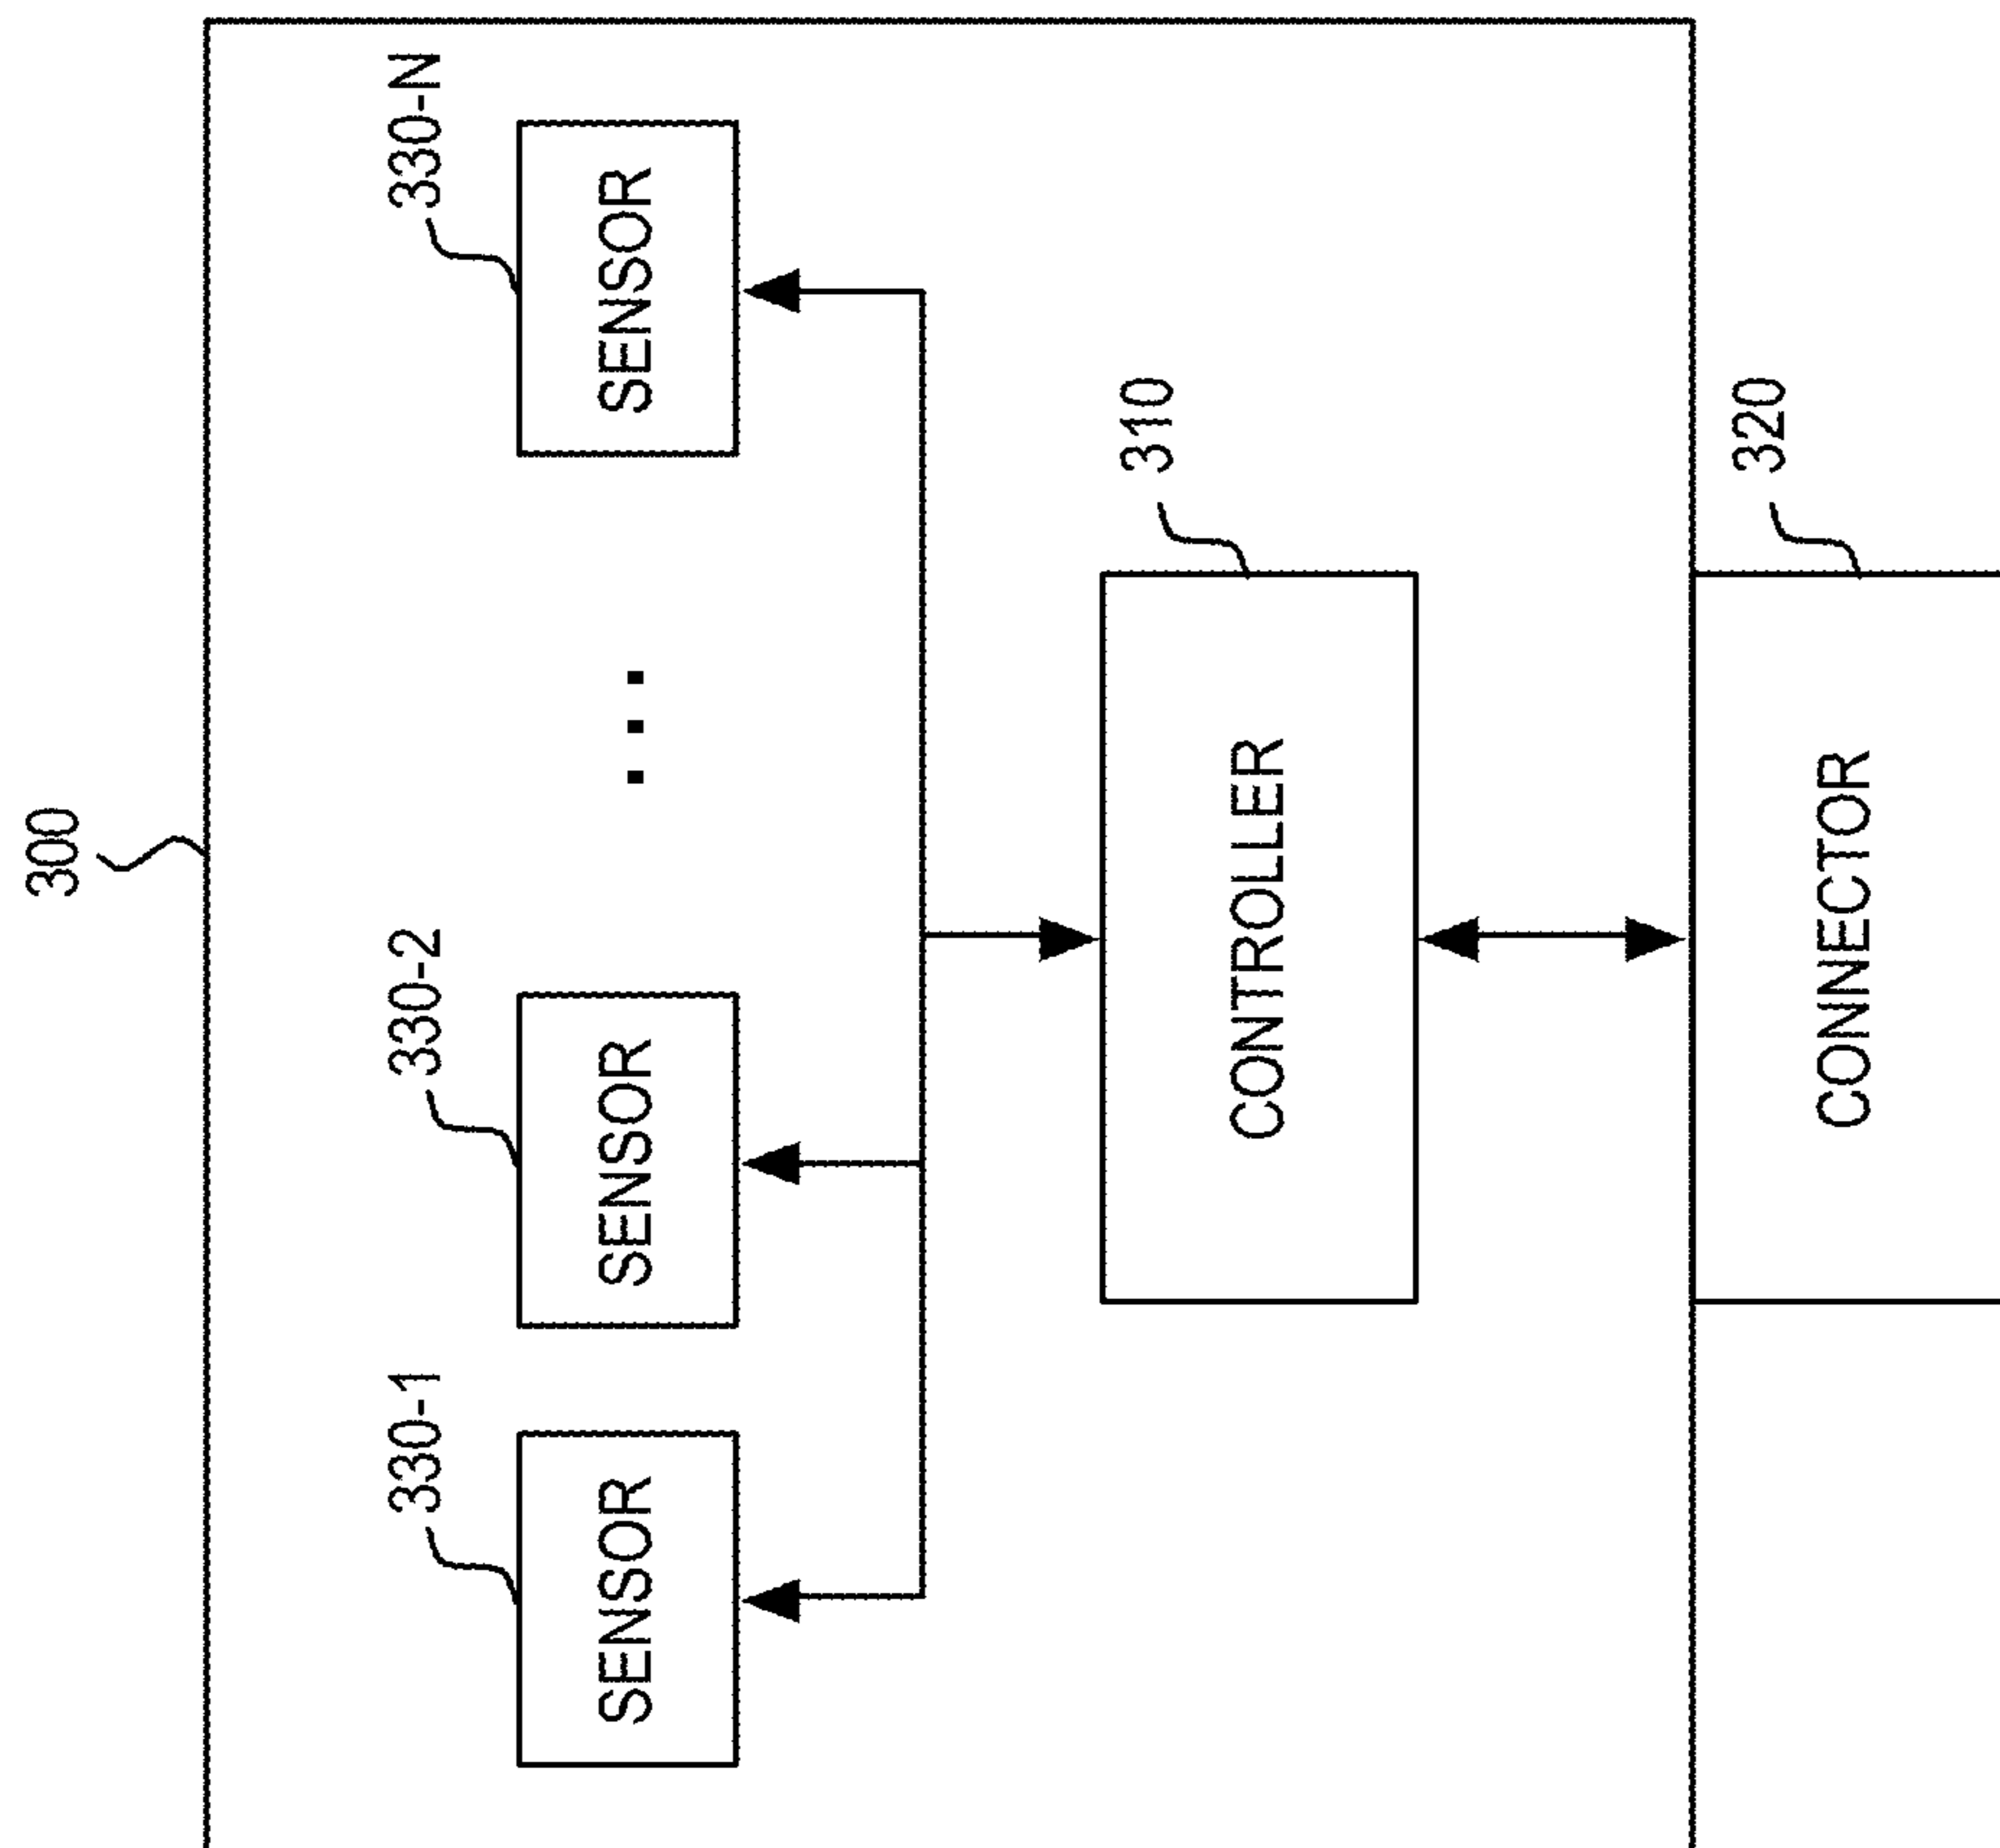 300
330-1
330-2
330-N
SENSOR
SENSOR
...
SENSOR
310
CONTROLLER
320
CONNECTOR